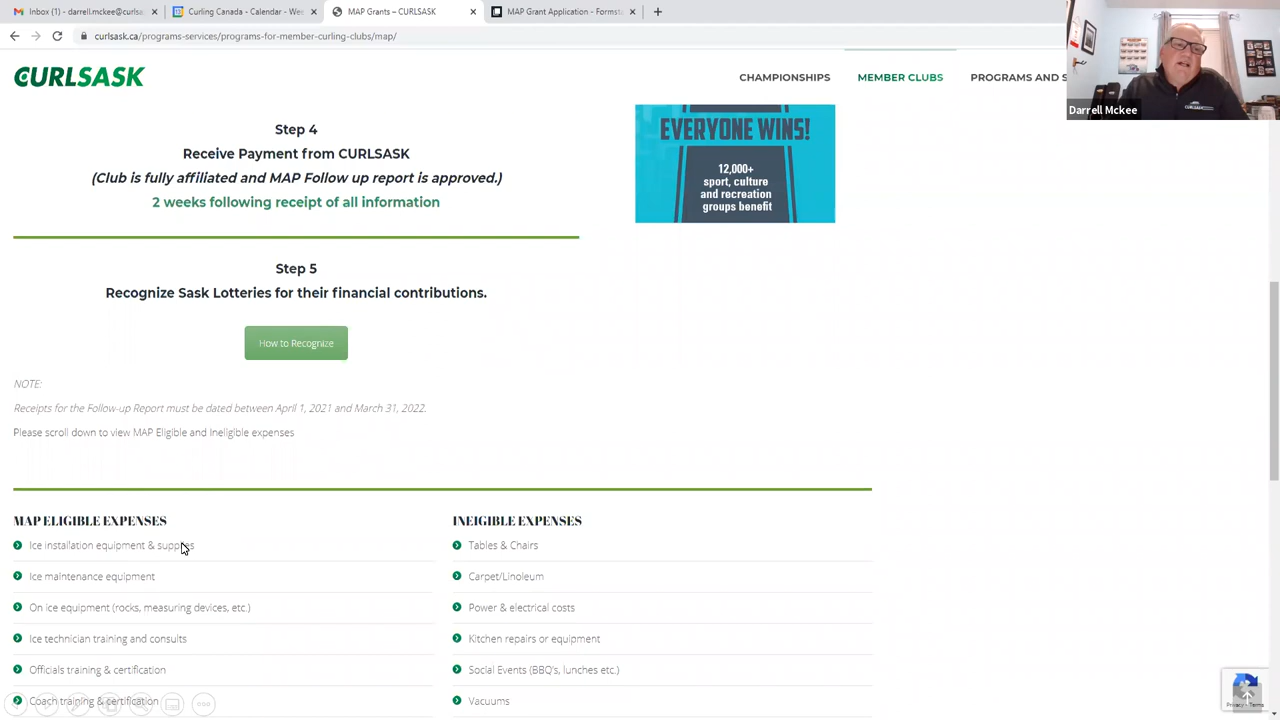 Inbox (1) - darrell.mckee@curlsa
Curling Canada - Calendar - Wee
MAP Grants – CURLSASK
MAP Grant Application - Formsta
curlsask.ca/programs-services/programs-for-member-curling-clubs/map/
CURLSASK
CHAMPIONSHIPS
MEMBER CLUBS
PROGRAMS AND S
Darrell Mckee
CURLSASK
Step 4
Receive Payment from CURLSASK
(Club is fully affiliated and MAP Follow up report is approved.)
2 weeks following receipt of all information
EVERYONE WINS!
12,000+
sport, culture
and recreation
groups benefit
Step 5
Recognize Sask Lotteries for their financial contributions.
How to Recognize
NOTE:
Receipts for the Follow-up Report must be dated between April 1, 2021 and March 31, 2022.
Please scroll down to view MAP Eligible and Ineligible expenses
MAP ELIGIBLE EXPENSES
Ice installation equipment & supplies
Ice maintenance equipment
On ice equipment (rocks, measuring devices, etc.)
Ice technician training and consults
Officials training & certification
Coach training & certification
INEIGIBLE EXPENSES
Tables & Chairs
Carpet/Linoleum
Power & electrical costs
Kitchen repairs or equipment
Social Events (BBQ's, lunches etc.)
Vacuums
Privacy - Terms